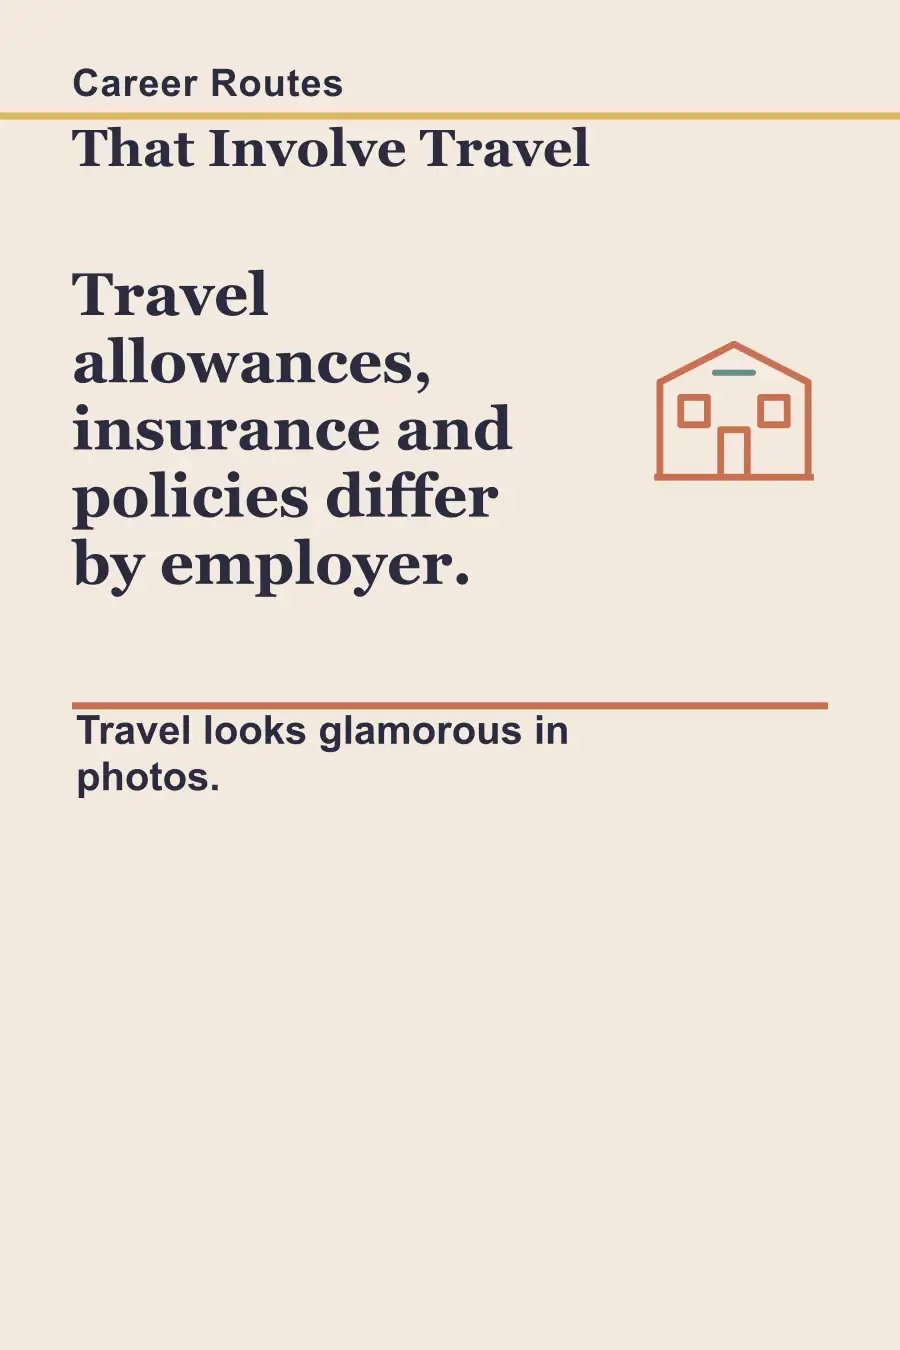 Career Routes
That Involve Travel
Travel
allowances,
insurance and
policies differ
by employer.
Travel looks glamorous in
photos.